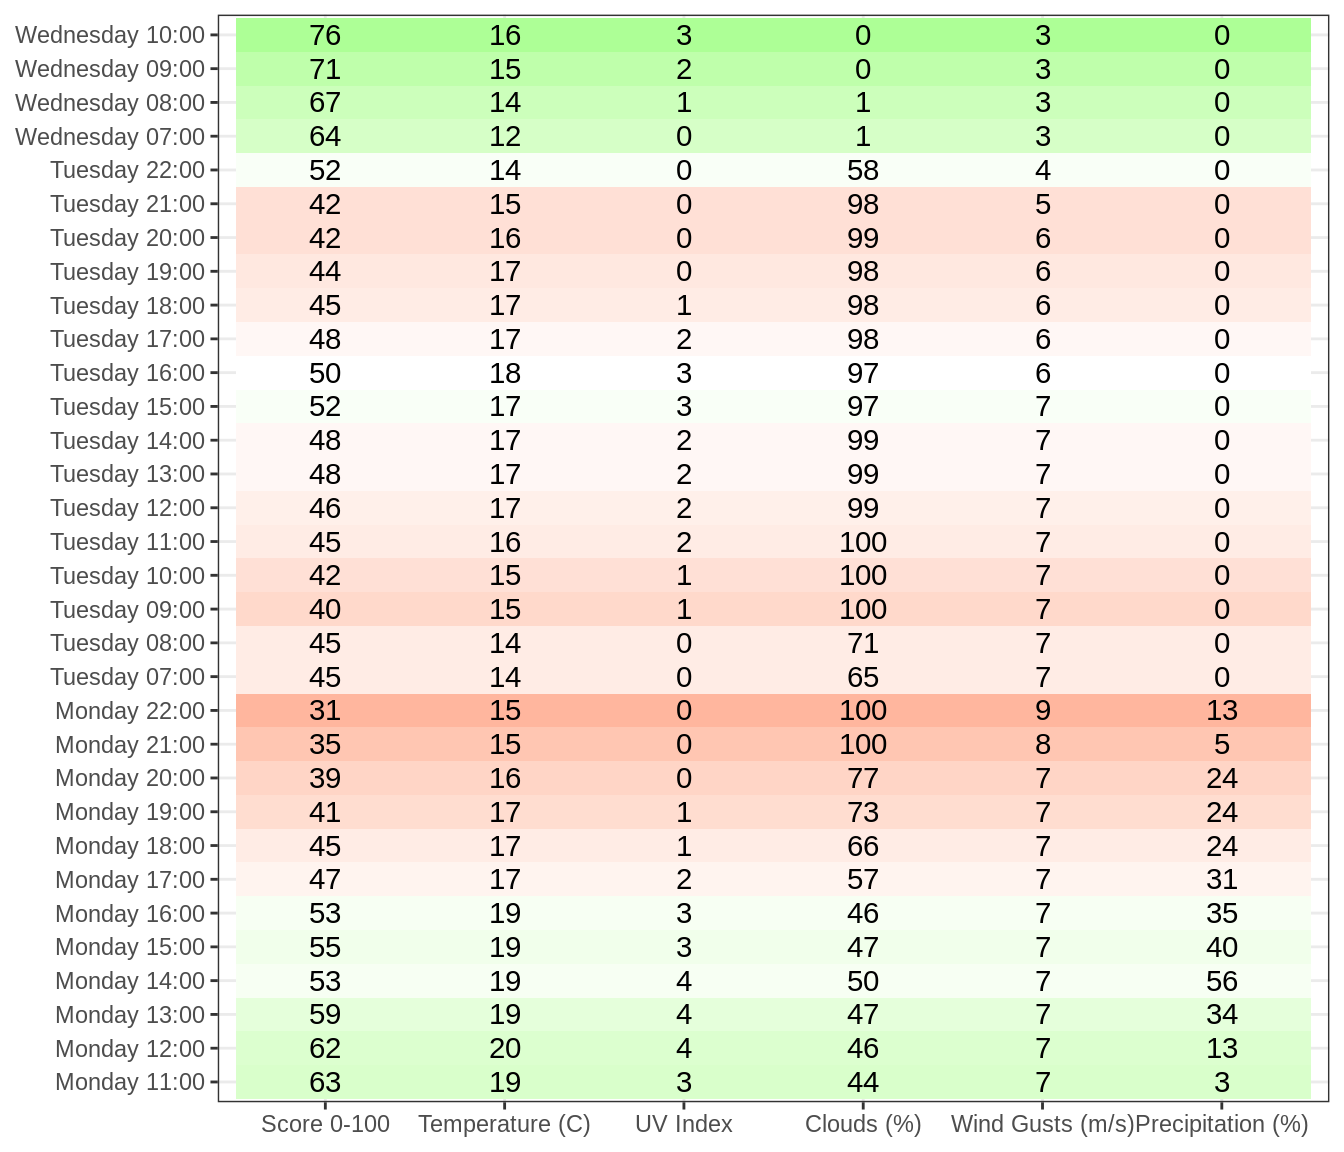 Wednesday 10:00 76 16 3 0 3 0
Wednesday 09:00 71 15 2 0 3 0
Wednesday 08:00 67 14 1 1 3 0
Wednesday 07:00 64 12 0 1 3 0
Tuesday 22:00 52 14 0 58 4 0
Tuesday 21:00 42 15 0 98 5 0
Tuesday 20:00 42 16 0 99 6 0
Tuesday 19:00 44 17 0 98 6 0
Tuesday 18:00 45 17 1 98 6 0
Tuesday 17:00 48 17 2 98 6 0
Tuesday 16:00 50 18 3 97 6 0
Tuesday 15:00 52 17 3 97 7 0
Tuesday 14:00 48 17 2 99 7 0
Tuesday 13:00 48 17 2 99 7 0
Tuesday 12:00 46 17 2 99 7 0
Tuesday 11:00 45 16 2 100 7 0
Tuesday 10:00 42 15 1 100 7 0
Tuesday 09:00 40 15 1 100 7 0
Tuesday 08:00 45 14 0 71 7 0
Tuesday 07:00 45 14 0 65 7 0
Monday 22:00 31 15 0 100 9 13
Monday 21:00 35 15 0 100 8 5
Monday 20:00 39 16 0 77 7 24
Monday 19:00 41 17 1 73 7 24
Monday 18:00 45 17 1 66 7 24
Monday 17:00 47 17 2 57 7 31
Monday 16:00 53 19 3 46 7 35
Monday 15:00 55 19 3 47 7 40
Monday 14:00 53 19 4 50 7 56
Monday 13:00 59 19 4 47 7 34
Monday 12:00 62 20 4 46 7 13
Monday 11:00 63 19 3 44 7 3
Score 0-100 Temperature (C) UV Index Clouds (%) Wind Gusts (m/s) Precipitation (%)